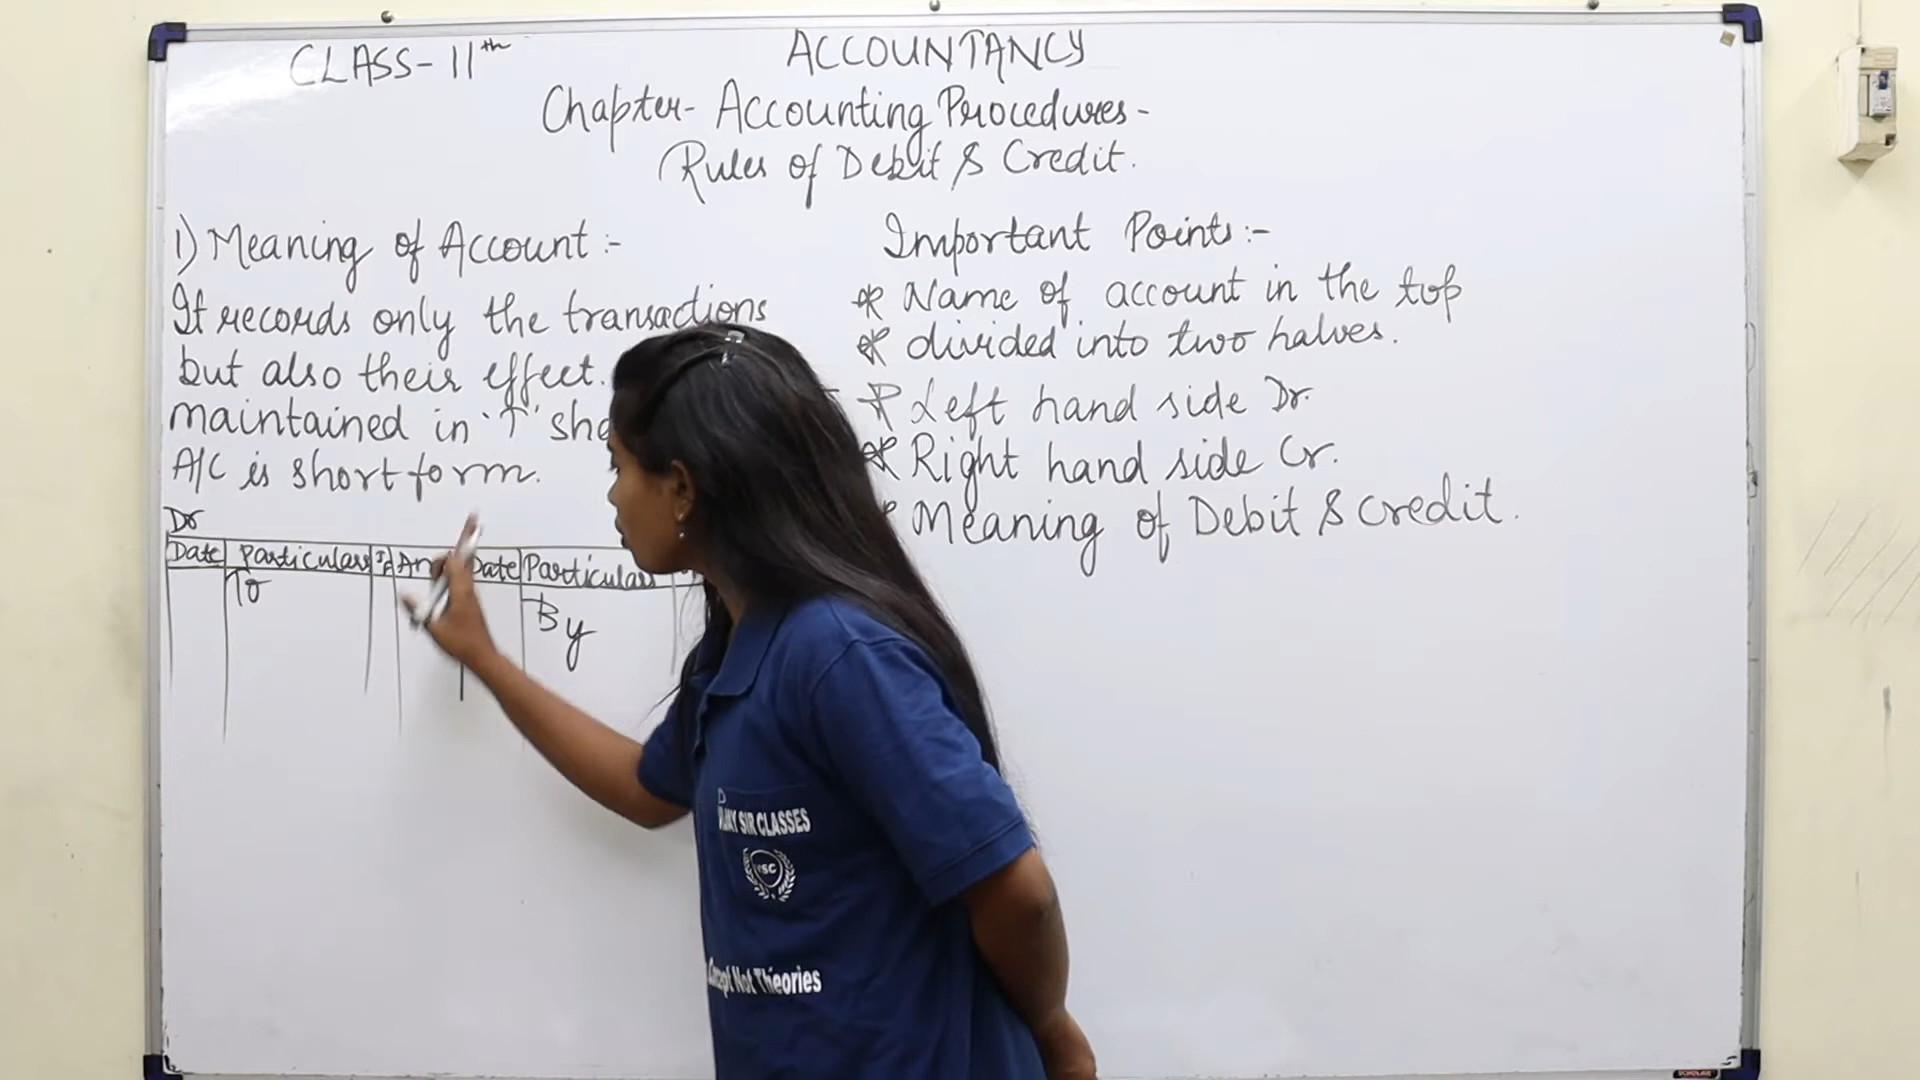 CLASS-11th
ACCOUNTANCY
Chapter- Accounting Procedures-
Rules of Debit & Credit.
1) Meaning of Account :-
It records only the transactions
but also their effect.
maintained in 'T'
A/C is short form.
Dr
Date Particulars Date Particulars
To By
Important Points:-
* Name of account in the top
* divided into two halves.
* Left hand side Dr.
* Right hand side Cr.
* Meaning of Debit & Credit.
SIR CLASSES
Not Theories